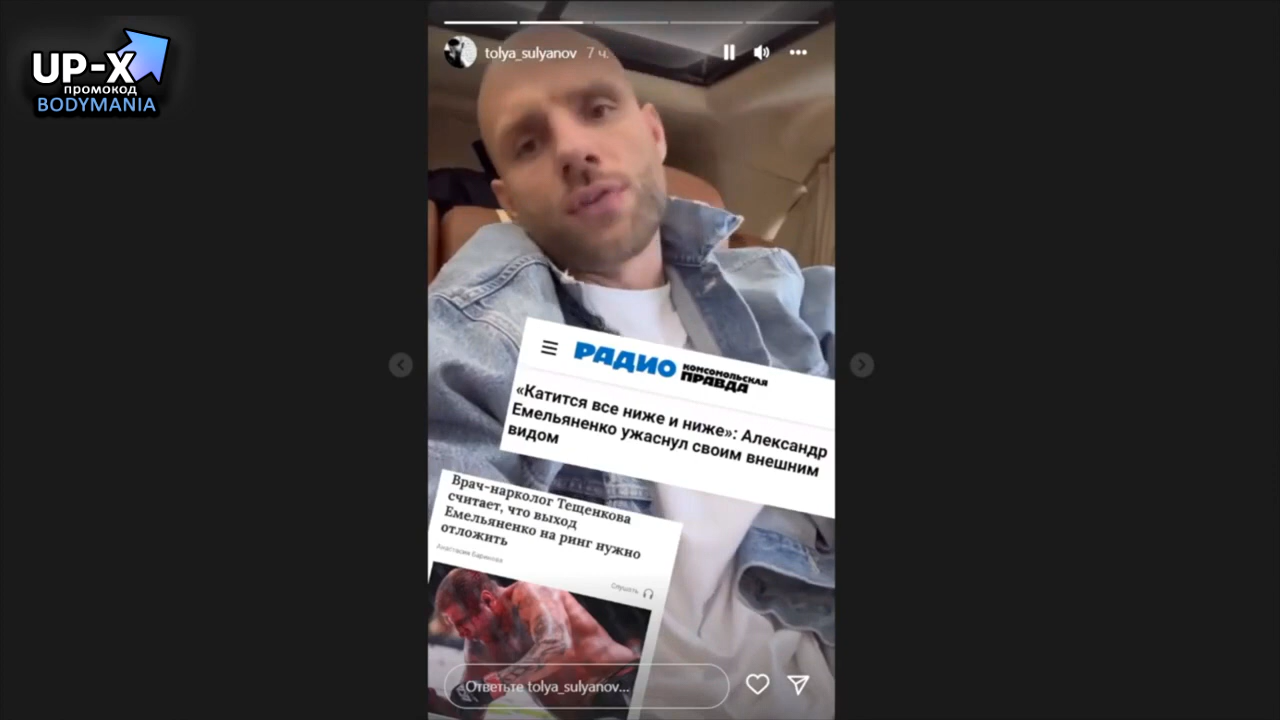 UP-X
промокод
BODYMANIA
tolya_sulyanov 7 ч.
РАДИО КОМСОМОЛЬСКАЯ
ПРАВДА
«Катится все ниже и ниже»: Александр
Емельяненко ужаснул своим внешним
видом
Врач-нарколог Тещенкова
считает, что выход
Емельяненко на ринг нужно
отложить
Анастасия Баринова
Слушать
Ответьте tolya_sulyanov...